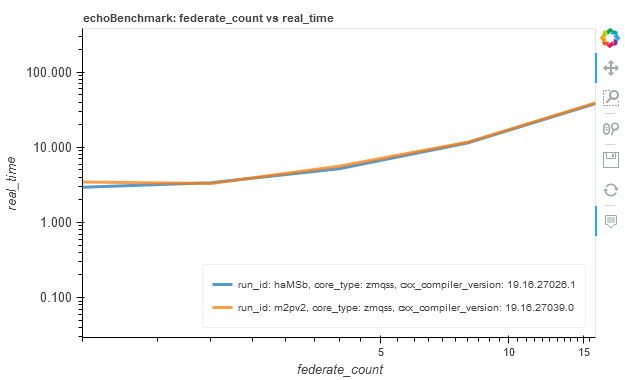 echoBenchmark: federate_count vs real_time
100.000
10.000
1.000
0.100
real_time
run_id: haMSb, core_type: zmqss, cxx_compiler_version: 19.16.27026.1
run_id: m2pv2, core_type: zmqss, cxx_compiler_version: 19.16.27039.0
5
10
15
federate_count